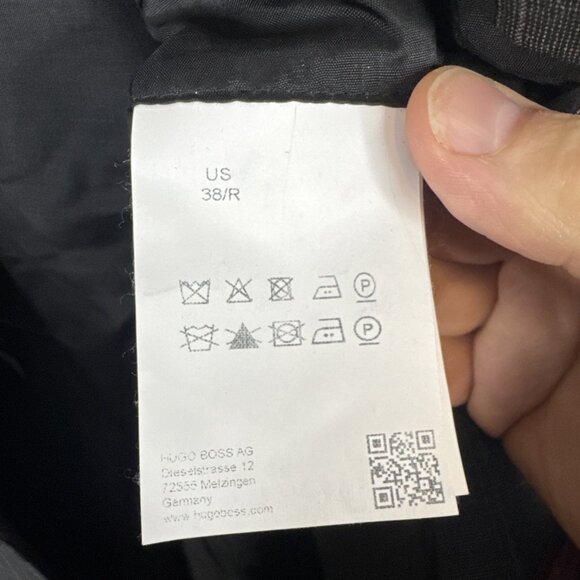 US
38/R
P
P
HUGO BOSS AG
Dieselstrasse 12
72555 Metzingen
Germany
www.hugoboss.com